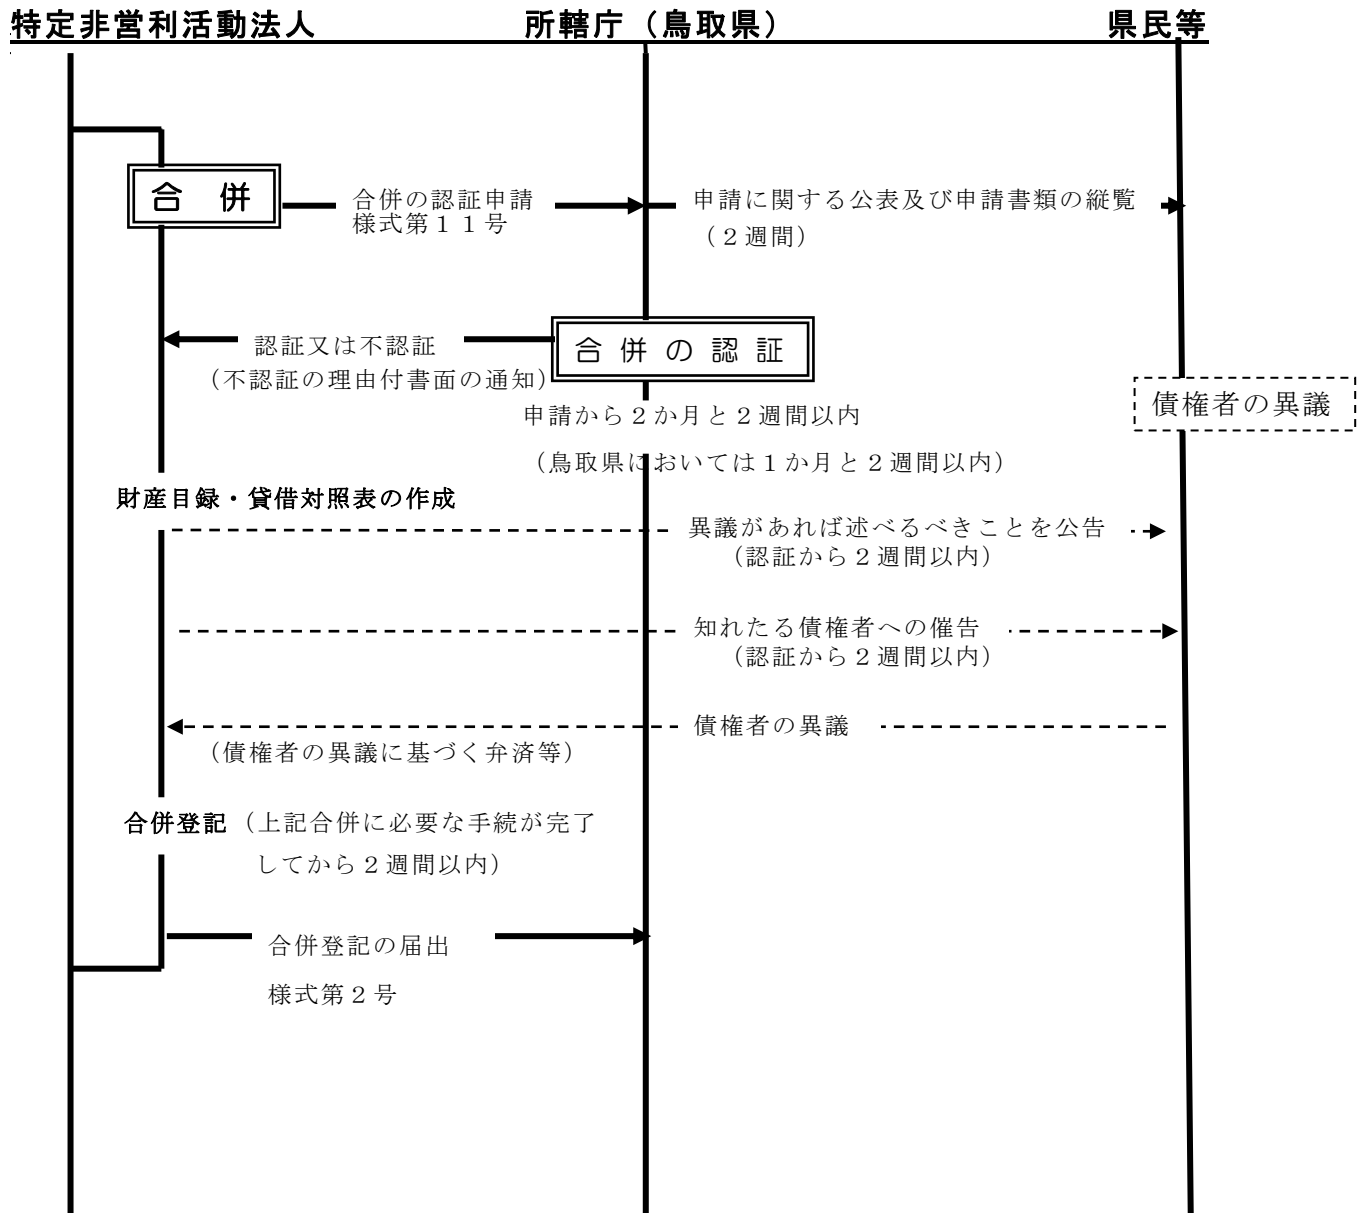 特定非営利活動法人
所轄庁（鳥取県）
県民等
合　併
合併の認証申請
様式第１１号
申請に関する公表及び申請書類の縦覧
（２週間）
認証又は不認証
（不認証の理由付書面の通知）
合併の認証
申請から２か月と２週間以内
（鳥取県においては１か月と２週間以内）
債権者の異議
財産目録・貸借対照表の作成
異議があれば述べるべきことを公告
（認証から２週間以内）
知れたる債権者への催告
（認証から２週間以内）
債権者の異議
（債権者の異議に基づく弁済等）
合併登記（上記合併に必要な手続が完了
してから２週間以内）
合併登記の届出
様式第２号